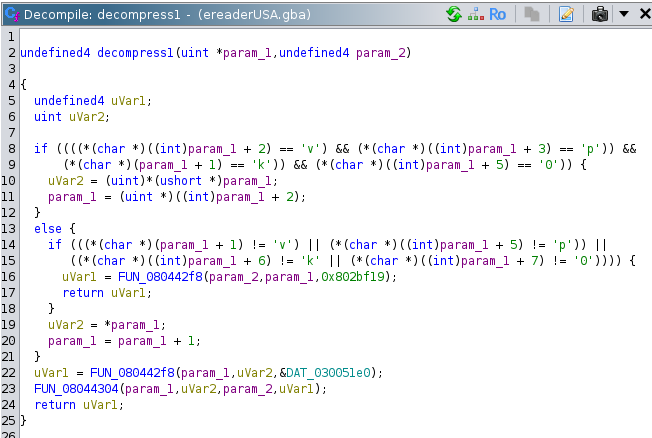 Decompile: decompress1 - (ereaderUSA.gba)
Ro
1
2 undefined4 decompress1(uint *param_1,undefined4 param_2)
3
4 {
5 undefined4 uVar1;
6 uint uVar2;
7
8 if ((((*(char *)((int)param_1 + 2) == 'v') && (*(char *)((int)param_1 + 3) == 'p')) &&
9 (*(char *)(param_1 + 1) == 'k')) && (*(char *)((int)param_1 + 5) == '0')) {
10 uVar2 = (uint)*(ushort *)param_1;
11 param_1 = (uint *)((int)param_1 + 2);
12 }
13 else {
14 if (((*(char *)(param_1 + 1) != 'v') || (*(char *)((int)param_1 + 5) != 'p')) ||
15 ((*(char *)((int)param_1 + 6) != 'k' || (*(char *)((int)param_1 + 7) != '0')))) {
16 uVar1 = FUN_080442f8(param_2,param_1,0x802bf19);
17 return uVar1;
18 }
19 uVar2 = *param_1;
20 param_1 = param_1 + 1;
21 }
22 uVar1 = FUN_080442f8(param_1,uVar2,&DAT_030051e0);
23 FUN_08044304(param_1,uVar2,param_2,uVar1);
24 return uVar1;
25 }
26